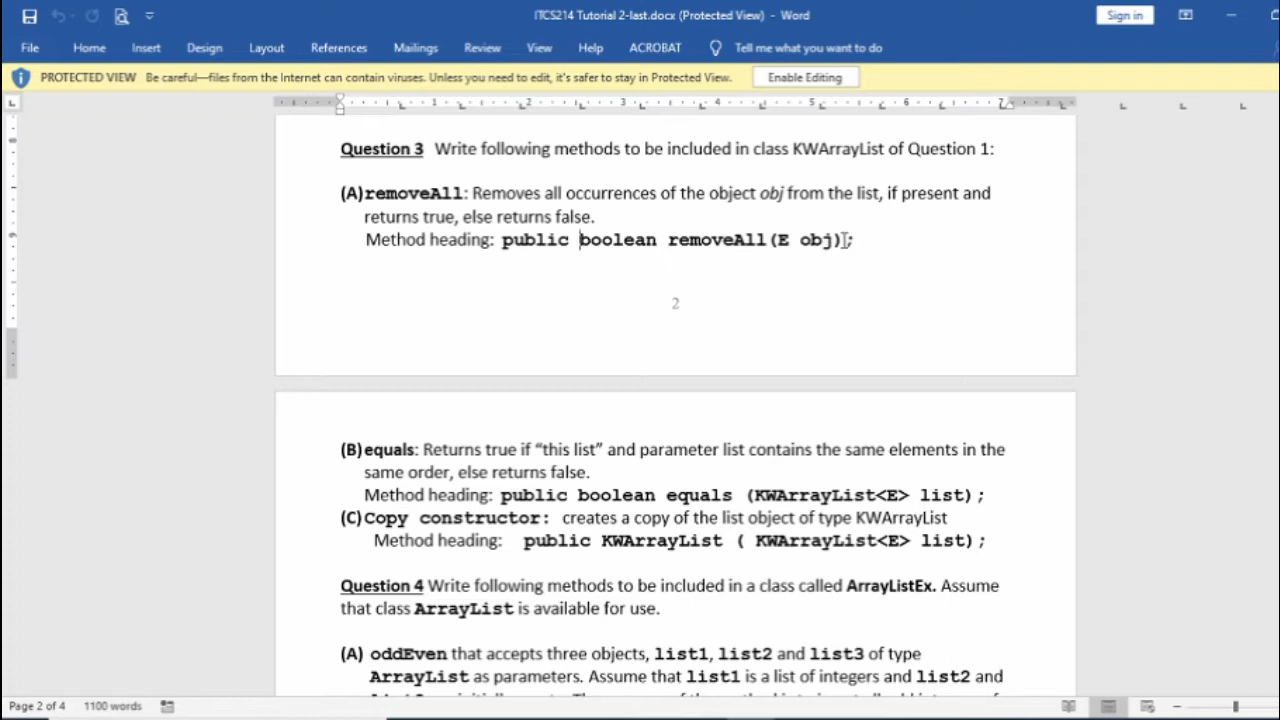 ITCS214 Tutorial 2-last.docx (Protected View) - Word
Sign in
File Home Insert Design Layout References Mailings Review View Help ACROBAT Tell me what you want to do
PROTECTED VIEW Be careful—files from the Internet can contain viruses. Unless you need to edit, it's safer to stay in Protected View. Enable Editing
1 2 3 4 5 6 7
Question 3 Write following methods to be included in class KWArrayList of Question 1:
(A) removeAll: Removes all occurrences of the object obj from the list, if present and
returns true, else returns false.
Method heading: public boolean removeAll(E obj);
2
(B) equals: Returns true if “this list” and parameter list contains the same elements in the
same order, else returns false.
Method heading: public boolean equals (KWArrayList<E> list);
(C) Copy constructor: creates a copy of the list object of type KWArrayList
Method heading: public KWArrayList ( KWArrayList<E> list);
Question 4 Write following methods to be included in a class called ArrayListEx. Assume
that class ArrayList is available for use.
(A) oddEven that accepts three objects, list1, list2 and list3 of type
ArrayList as parameters. Assume that list1 is a list of integers and list2 and
Page 2 of 4 1100 words